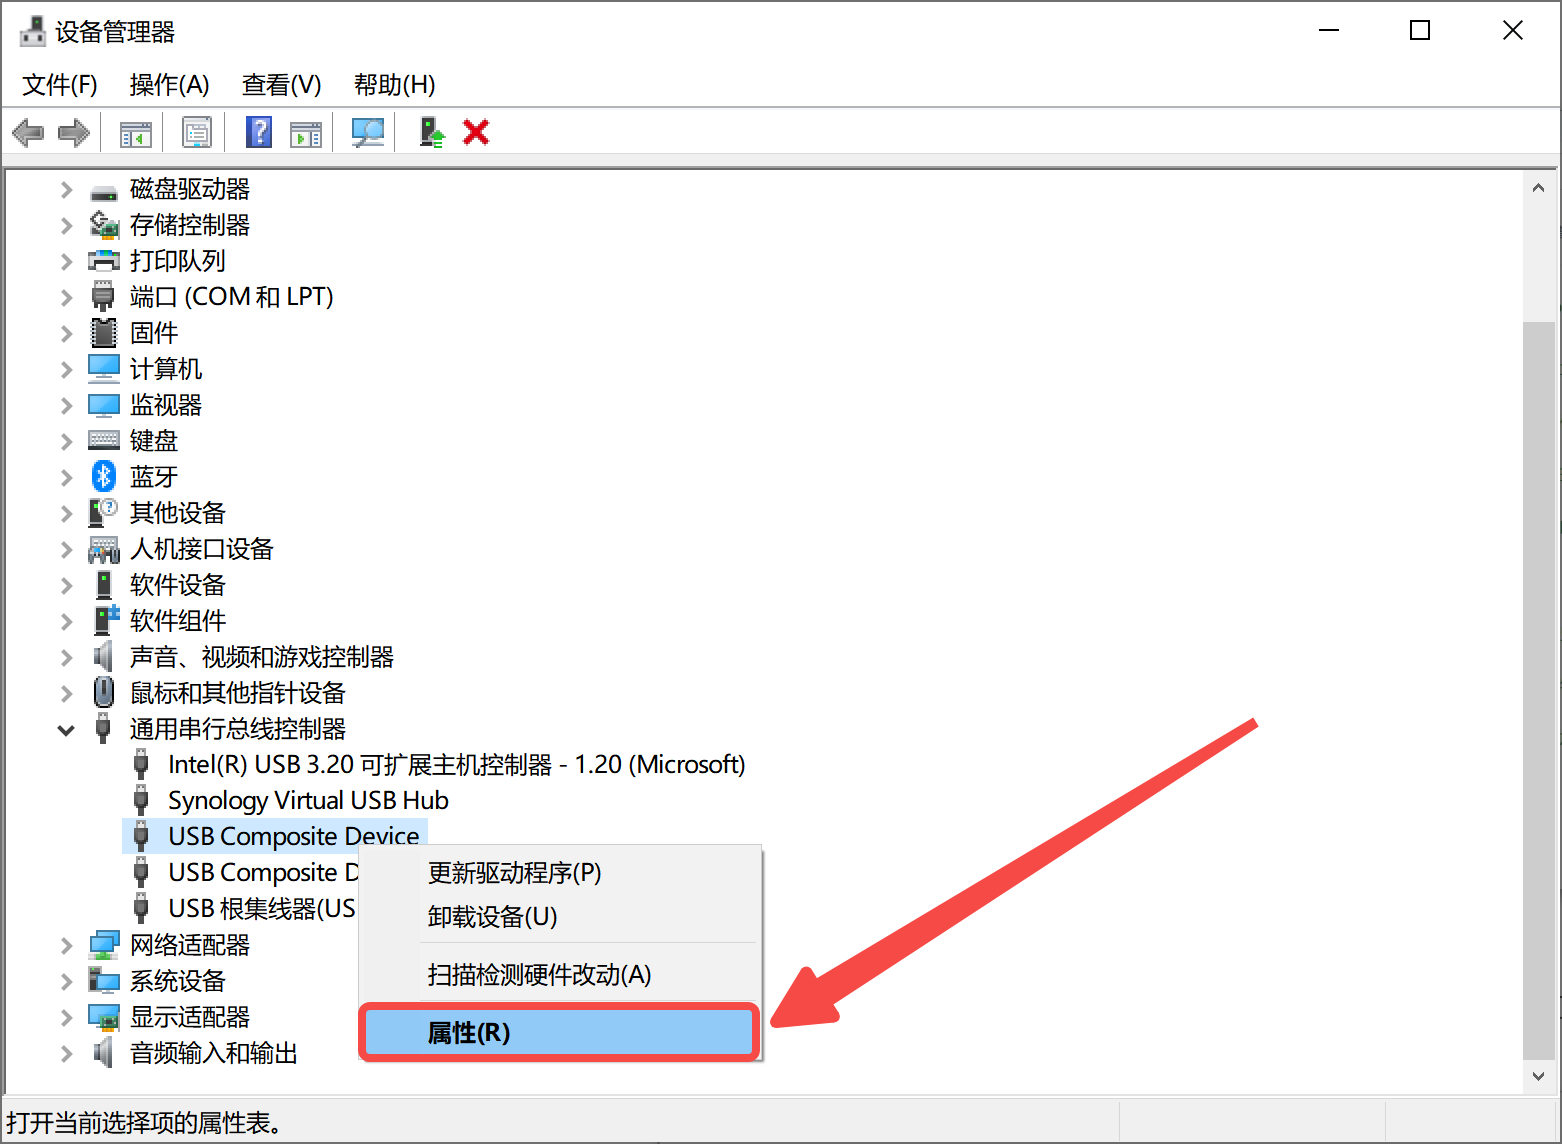 设备管理器
文件(F) 操作(A) 查看(V) 帮助(H)
磁盘驱动器
存储控制器
打印队列
端口 (COM 和 LPT)
固件
计算机
监视器
键盘
蓝牙
其他设备
人机接口设备
软件设备
软件组件
声音、视频和游戏控制器
鼠标和其他指针设备
通用串行总线控制器
Intel(R) USB 3.20 可扩展主机控制器 - 1.20 (Microsoft)
Synology Virtual USB Hub
USB Composite Device
USB Composite D
USB 根集线器(US
更新驱动程序(P)
卸载设备(U)
扫描检测硬件改动(A)
属性(R)
网络适配器
系统设备
显示适配器
音频输入和输出
打开当前选择项的属性表。